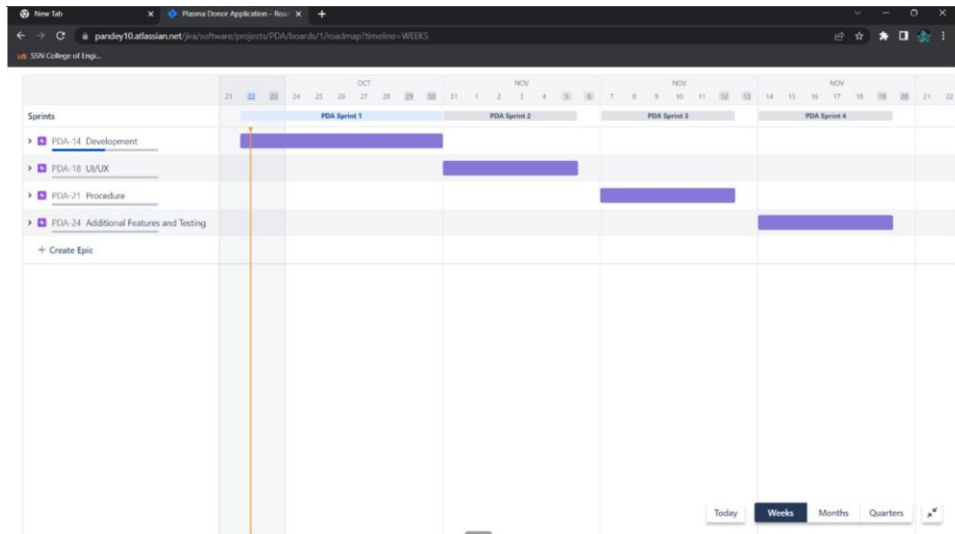 New Tab
Plasma Donor Application - Roa
pandey10.atlassian.net/jira/software/projects/PDA/boards/1/roadmap?timeline=WEEKS
SSN College of Engi...
OCT NOV NOV NOV
21 22 23 24 25 26 27 28 29 30 31 1 2 3 4 5 6 7 8 9 10 11 12 13 14 15 16 17 18 19 20 21 22
Sprints PDA Sprint 1 PDA Sprint 2 PDA Sprint 3 PDA Sprint 4
PDA-14 Development
PDA-18 UI/UX
PDA-21 Procedure
PDA-24 Additional Features and Testing
+ Create Epic
Today Weeks Months Quarters